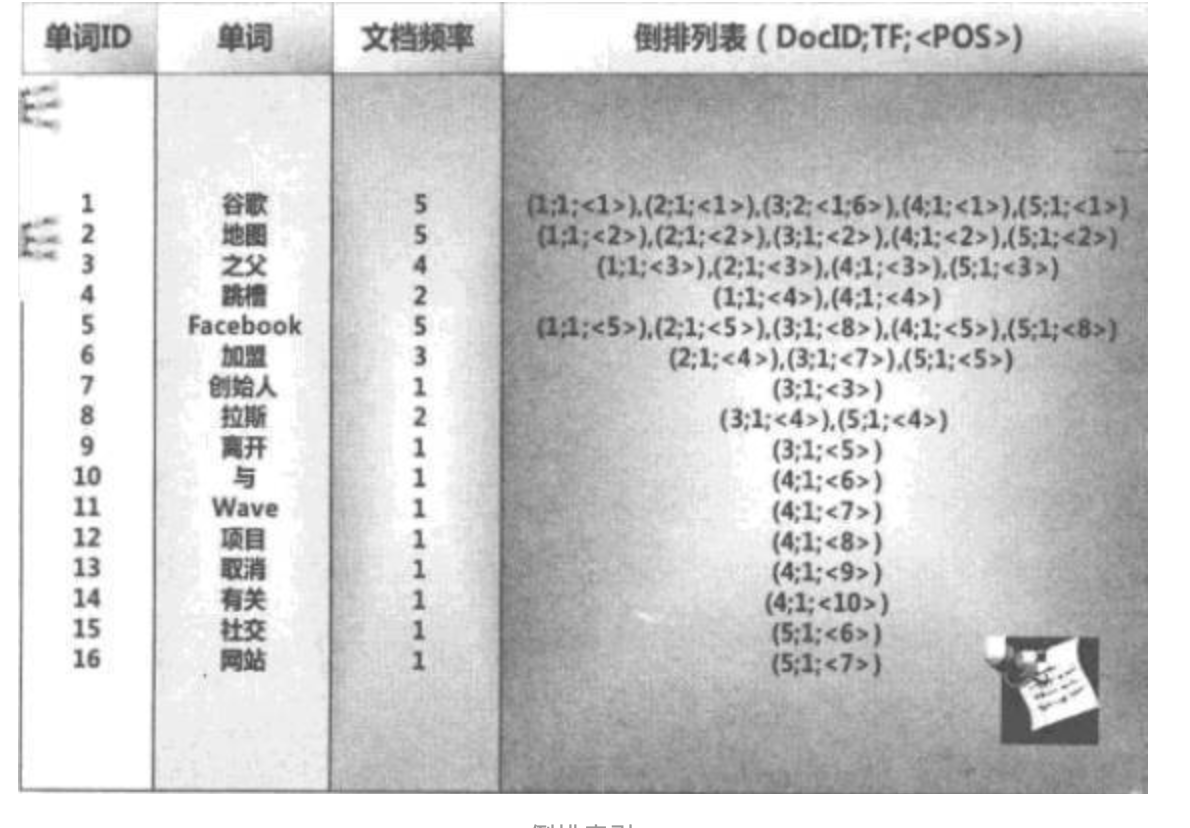 单词ID 单词 文档频率 倒排列表（DocID;TF;<POS>）
1 谷歌 5 (1;1;<1>),(2;1;<1>),(3;2;<1;6>),(4;1;<1>),(5;1;<1>)
2 地图 5 (1;1;<2>),(2;1;<2>),(3;1;<2>),(4;1;<2>),(5;1;<2>)
3 之父 4 (1;1;<3>),(2;1;<3>),(4;1;<3>),(5;1;<3>)
4 跳槽 2 (1;1;<4>),(4;1;<4>)
5 Facebook 5 (1;1;<5>),(2;1;<5>),(3;1;<8>),(4;1;<5>),(5;1;<8>)
6 加盟 3 (2;1;<4>),(3;1;<7>),(5;1;<5>)
7 创始人 1 (3;1;<3>)
8 拉斯 2 (3;1;<4>),(5;1;<4>)
9 离开 1 (3;1;<5>)
10 与 1 (4;1;<6>)
11 Wave 1 (4;1;<7>)
12 项目 1 (4;1;<8>)
13 取消 1 (4;1;<9>)
14 有关 1 (4;1;<10>)
15 社交 1 (5;1;<6>)
16 网站 1 (5;1;<7>)